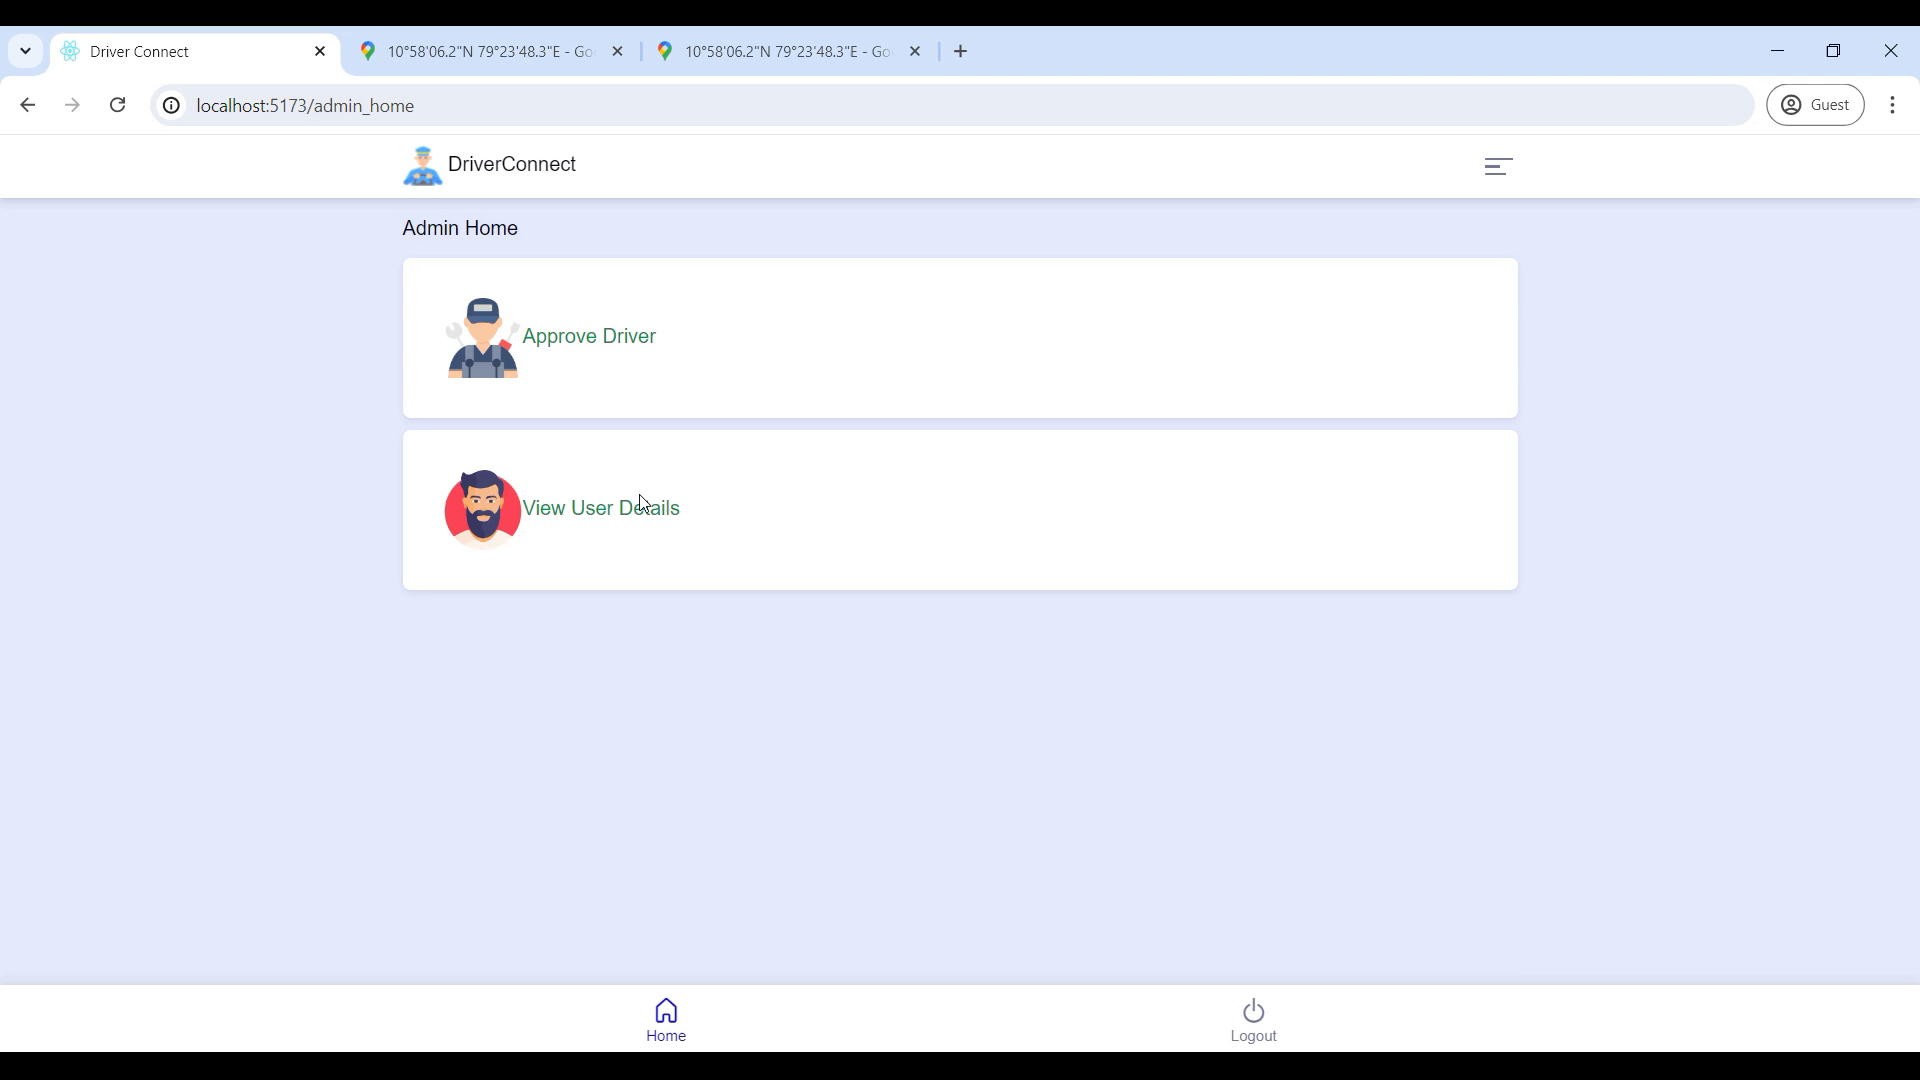 Driver Connect
10°58'06.2"N 79°23'48.3"E - Go
10°58'06.2"N 79°23'48.3"E - Go
localhost:5173/admin_home
Guest
DriverConnect
Admin Home
Approve Driver
View User Details
Home
Logout